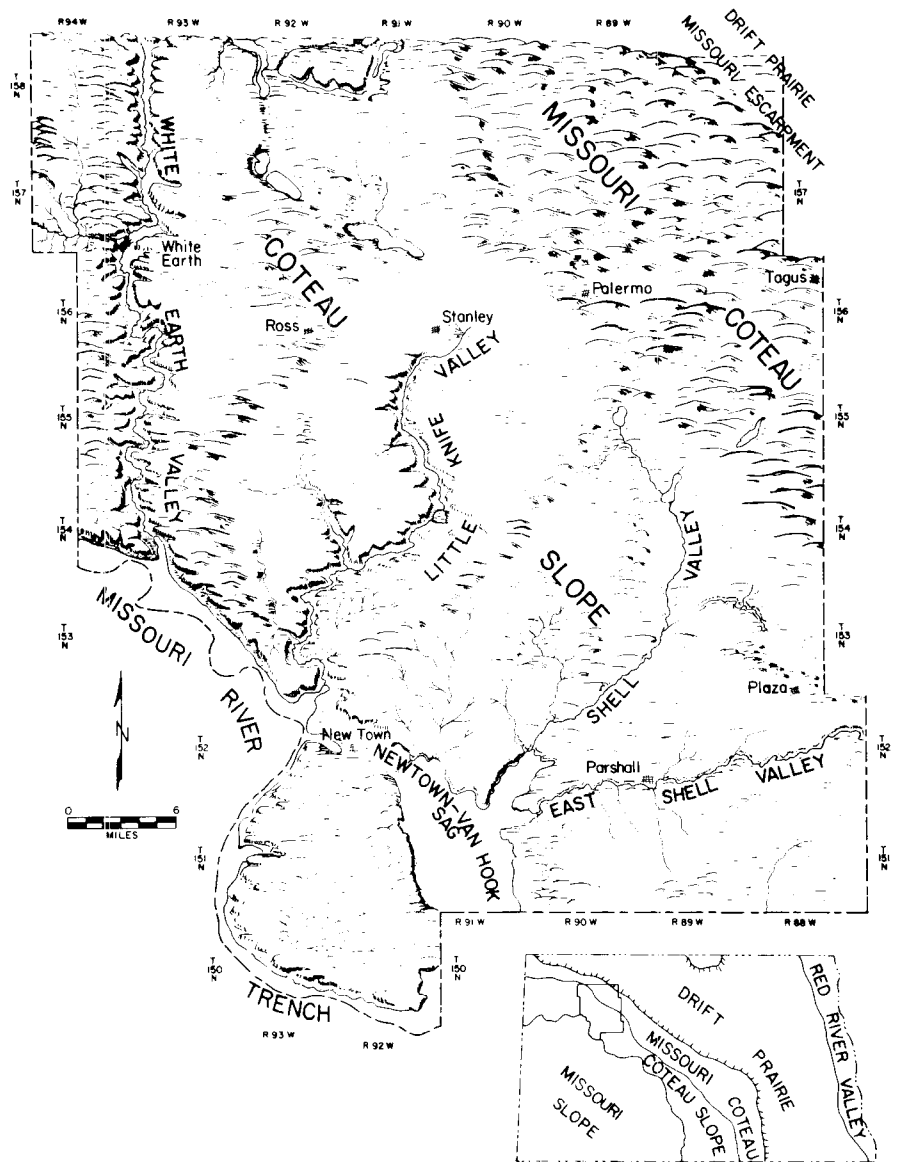 R94W R 93 W R 92 W R 91 R 90 W R 89 W
DRIFT PRAIRIE
MISSOURI ESCARPMENT
T 158 N
T 157 N
T 157 N
WHITE
EARTH
VALLEY
White Earth
MISSOURI
COTEAU
COTEAU
SLOPE
Tagus
Palermo
Stanley
Ross
T 156 N
T 156 N
VALLEY
KNIFE
LITTLE
T 155 N
T 155 N
T 154 N
T 154 N
VALLEY
SHELL
MISSOURI
RIVER
TRENCH
T 153 N
T 153 N
Plaza
N
New Town
T 152 N
T 152 N
NEWTOWN-VAN HOOK
SAG
Parshall
EAST SHELL VALLEY
0 6
MILES
T 151 N
T 151 N
R 91 W R 90 W R 89 W R 88 W
T 150 N
T 150 N
R 93 W
R 92 W
DRIFT
PRAIRIE
RED RIVER VALLEY
MISSOURI
COTEAU
COTEAU SLOPE
MISSOURI
SLOPE